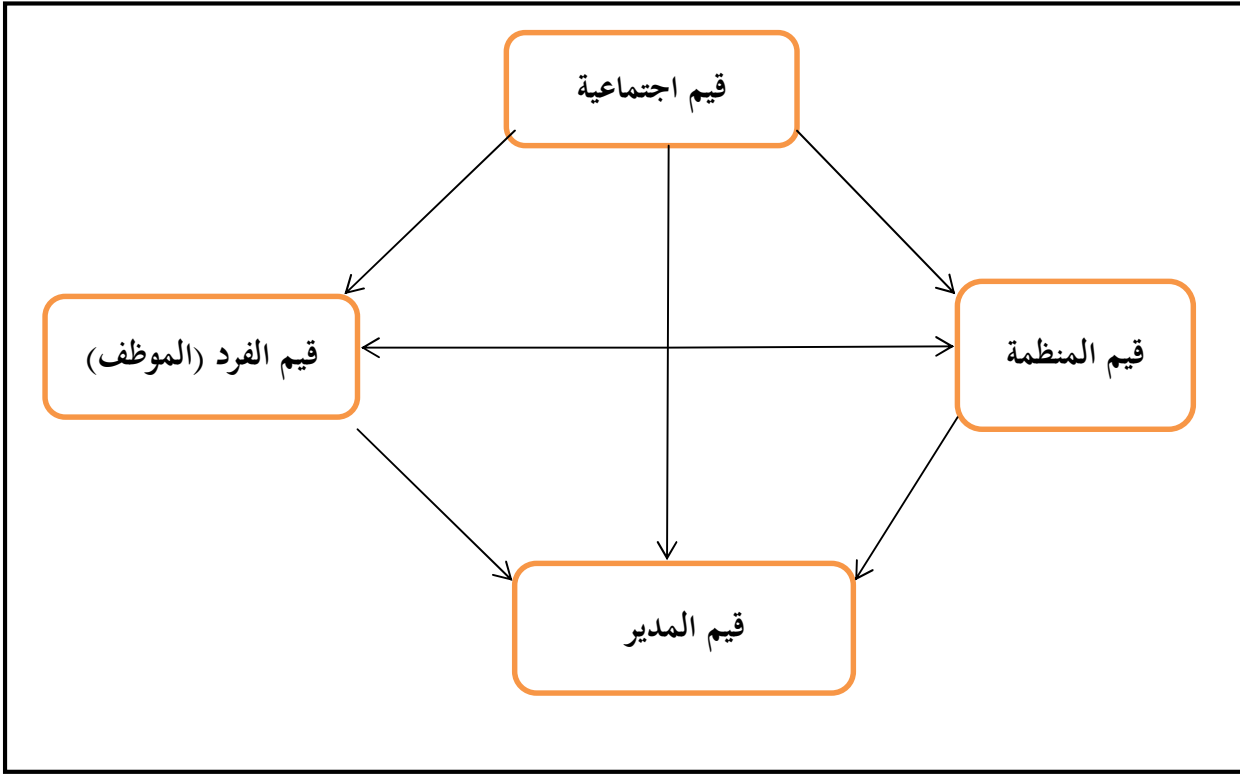 قيم اجتماعية
قيم المنظمة
قيم الفرد (الموظف)
قيم المدير